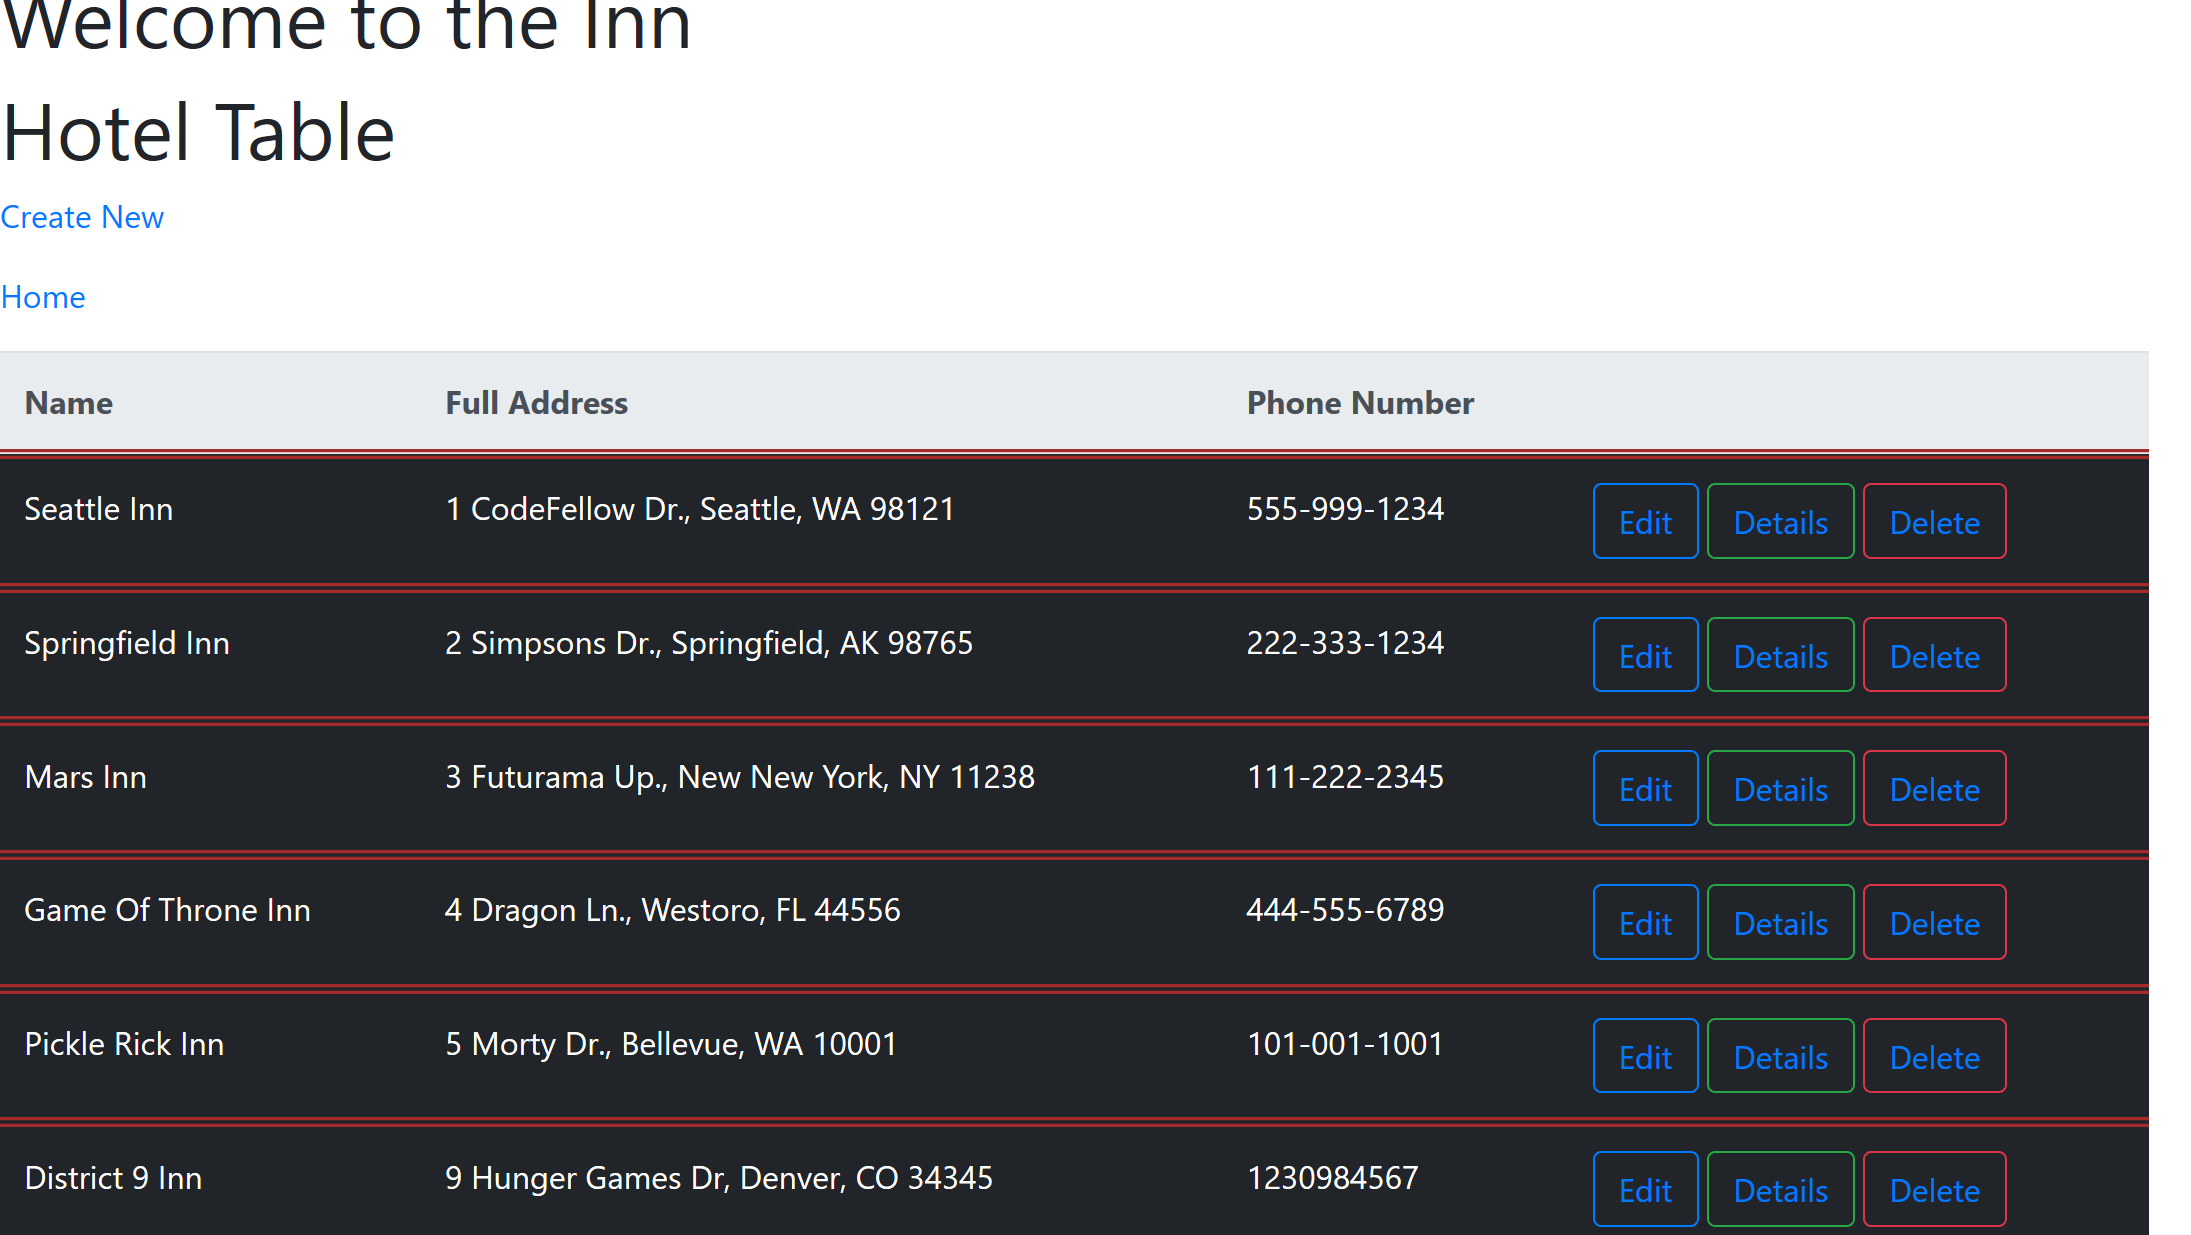 Welcome to the Inn
Hotel Table
Create New
Home
Name Full Address Phone Number
Seattle Inn 1 CodeFellow Dr., Seattle, WA 98121 555-999-1234 Edit Details Delete
Springfield Inn 2 Simpsons Dr., Springfield, AK 98765 222-333-1234 Edit Details Delete
Mars Inn 3 Futurama Up., New New York, NY 11238 111-222-2345 Edit Details Delete
Game Of Throne Inn 4 Dragon Ln., Westoro, FL 44556 444-555-6789 Edit Details Delete
Pickle Rick Inn 5 Morty Dr., Bellevue, WA 10001 101-001-1001 Edit Details Delete
District 9 Inn 9 Hunger Games Dr, Denver, CO 34345 1230984567 Edit Details Delete